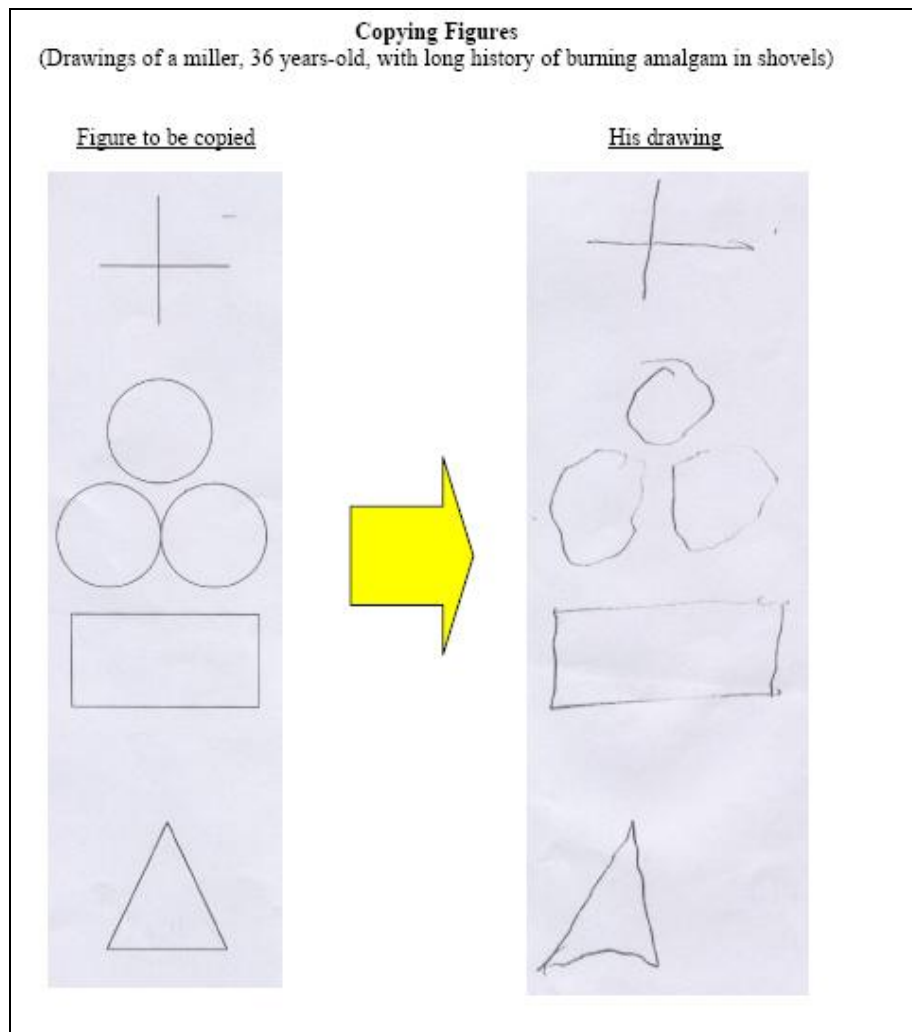 Copying Figures
(Drawings of a miller, 36 years-old, with long history of burning amalgam in shovels)
Figure to be copied
His drawing